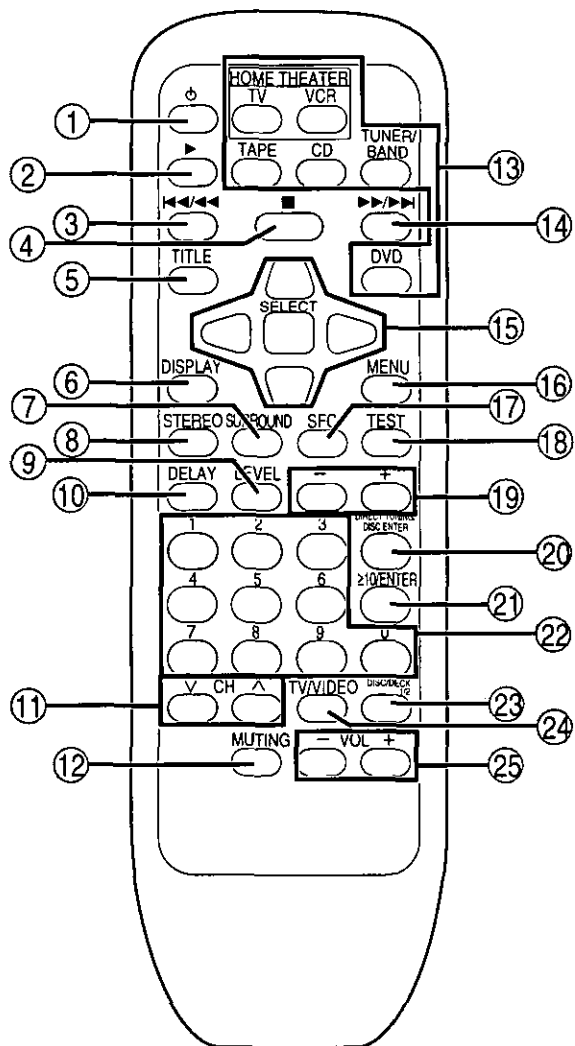 HOME THEATER
⏻ TV VCR
①
TUNER/
▶ TAPE CD BAND
② ⑬
⏮◀◀/◀◀ ■ ▶▶/▶▶⏭
③ ⑭
④
TITLE DVD
⑤
SELECT
⑮
DISPLAY MENU
⑥ ⑯
⑦ ⑰
STEREO SURROUND SFC TEST
⑧ ⑱
⑨
DELAY LEVEL − +
⑩ ⑲
DIRECT TUNING/
DISC ENTER
1 2 3
⑳
≥10/ENTER
4 5 6
㉑
㉒
7 8 9 0
∨ CH ∧ TV/VIDEO DISC/DECK
1/2
⑪ ㉓
㉔
MUTING − VOL +
⑫ ㉕